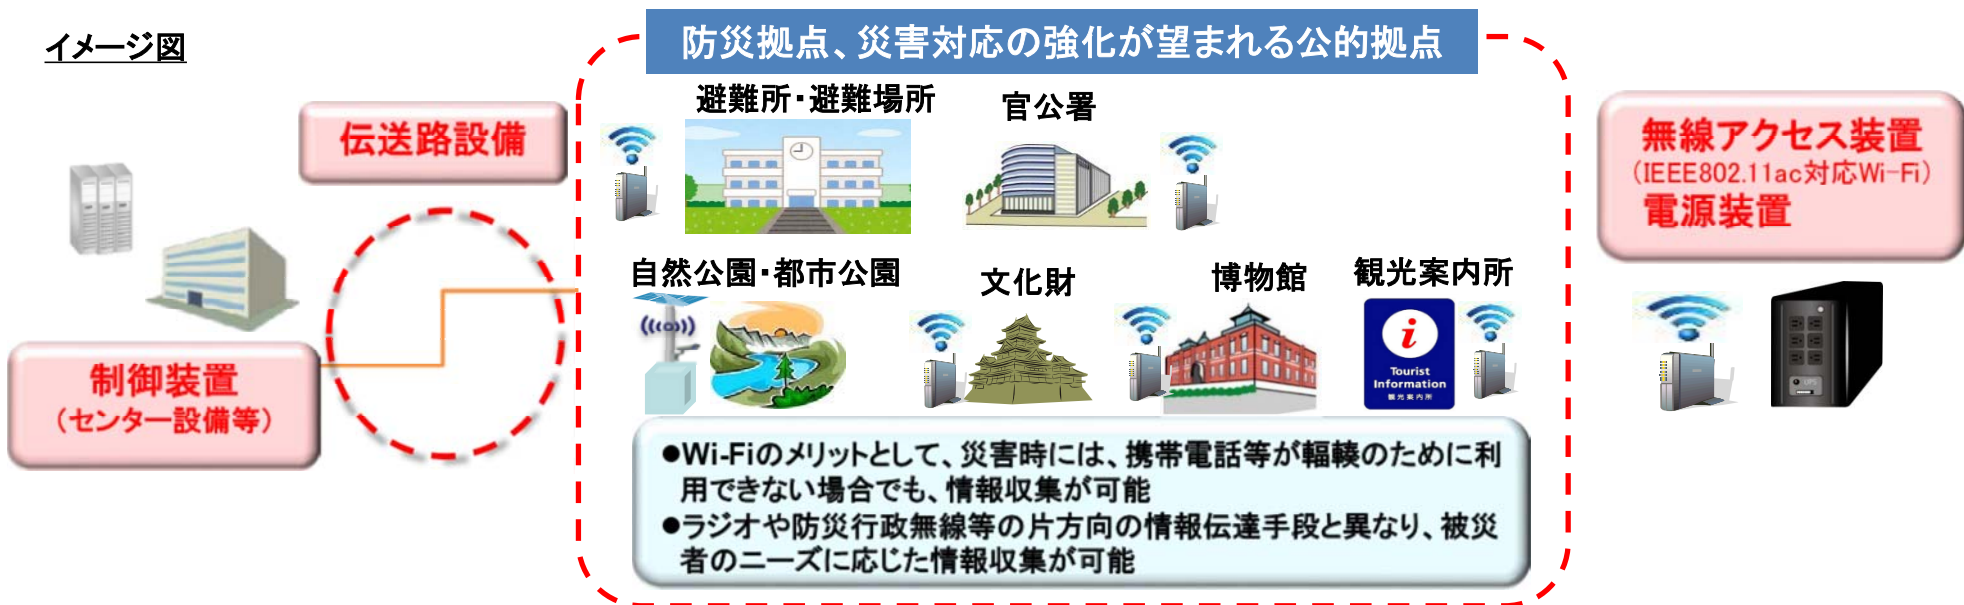 イメージ図
防災拠点、災害対応の強化が望まれる公的拠点
伝送路設備
避難所・避難場所
官公署
無線アクセス装置
（IEEE802.11ac対応Wi-Fi）
電源装置
自然公園・都市公園
文化財
博物館
観光案内所
i
Tourist
Information
観光案内所
UPS
制御装置
（センター設備等）
●Wi-Fiのメリットとして、災害時には、携帯電話等が輻輳のために利
用できない場合でも、情報収集が可能
●ラジオや防災行政無線等の片方向の情報伝達手段と異なり、被災
者のニーズに応じた情報収集が可能